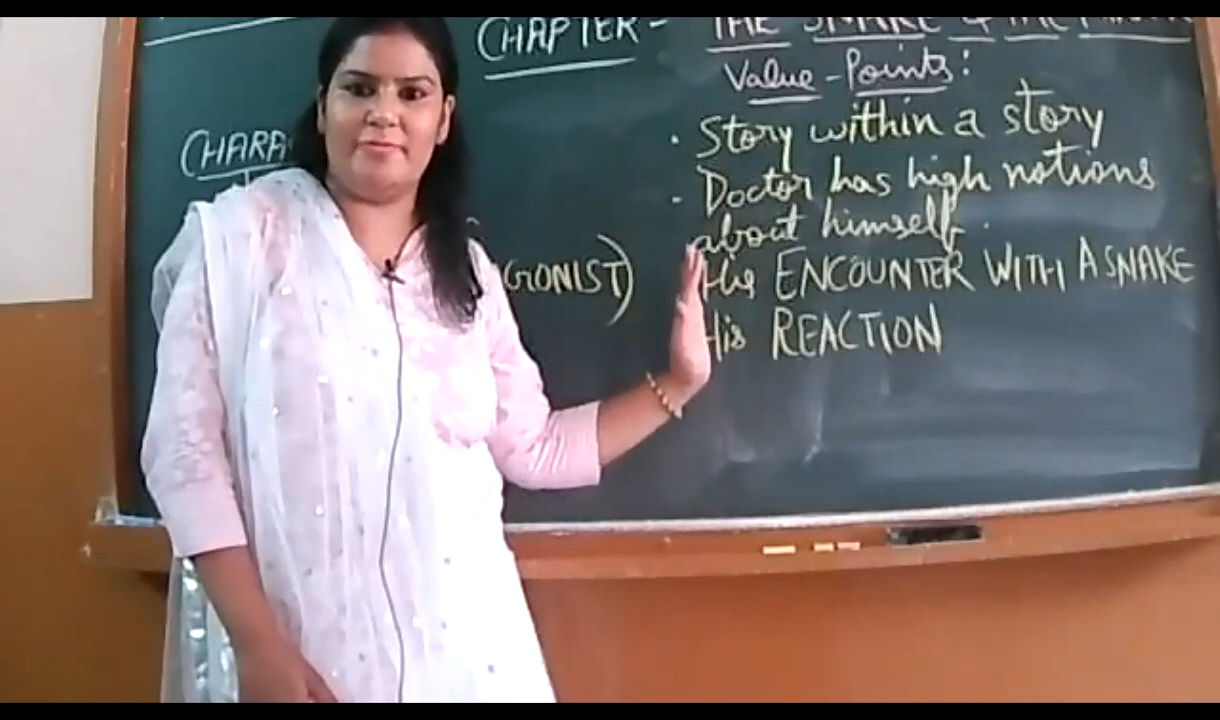 CHAPTER - THE SNAKE & THE
Value - Points:
· Story within a story
CHARA
- Doctor has high notions
about himself.
GONIST)
His ENCOUNTER WITH A SNAKE
His REACTION